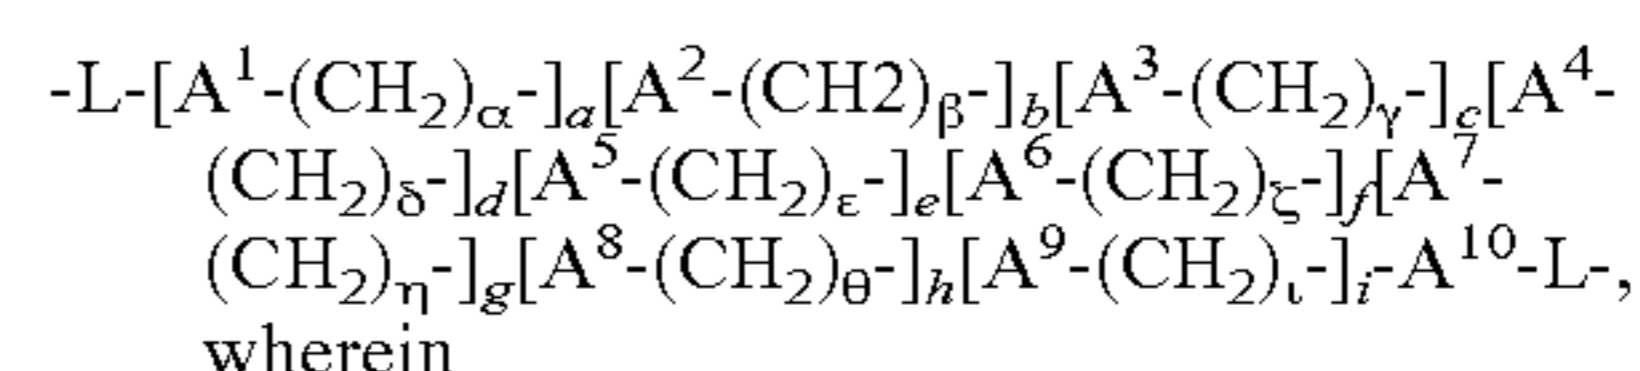 -L-[A¹-(CH₂)α-]ₐ[A²-(CH2)β-]b[A³-(CH₂)γ-]c[A⁴-
(CH₂)δ-]d[A⁵-(CH₂)ε-]e[A⁶-(CH₂)ζ-]f[A⁷-
(CH₂)η-]g[A⁸-(CH₂)θ-]h[A⁹-(CH₂)ι-]i-A¹⁰-L-,
wherein